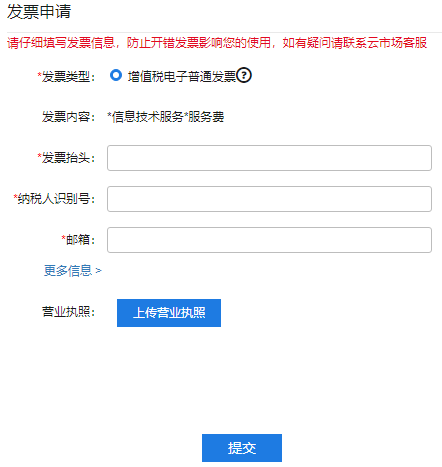 发票申请
请仔细填写发票信息，防止开错发票影响您的使用，如有疑问请联系云市场客服
*发票类型： 增值税电子普通发票?
发票内容： *信息技术服务*服务费
*发票抬头：
*纳税人识别号：
*邮箱：
更多信息 >
营业执照： 上传营业执照
提交